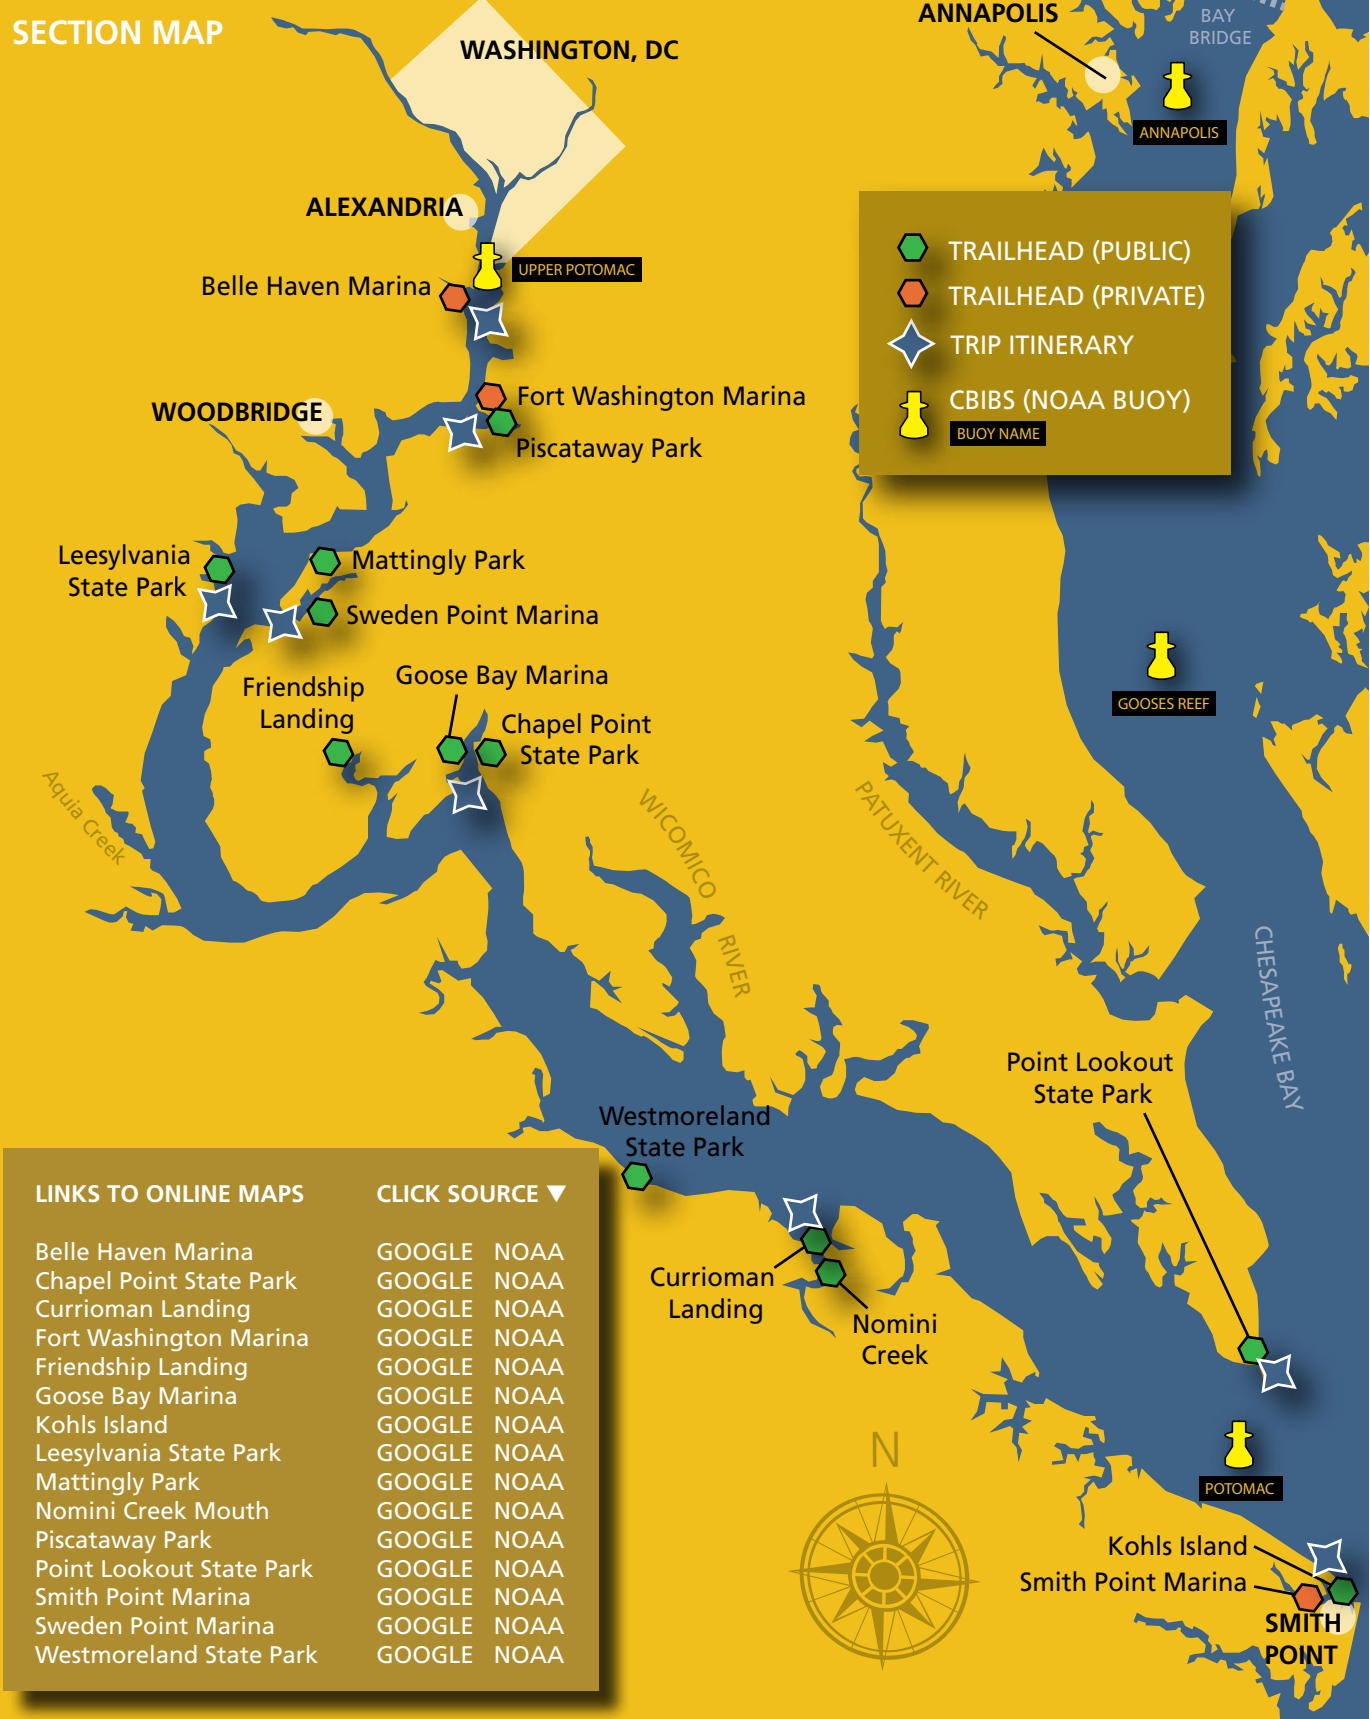 SECTION MAP
WASHINGTON, DC
ANNAPOLIS
BAY
BRIDGE
ANNAPOLIS
ALEXANDRIA
UPPER POTOMAC
Belle Haven Marina
TRAILHEAD (PUBLIC)
TRAILHEAD (PRIVATE)
TRIP ITINERARY
CBIBS (NOAA BUOY)
BUOY NAME
Fort Washington Marina
WOODBRIDGE
Piscataway Park
Leesylvania
State Park
Mattingly Park
Sweden Point Marina
Goose Bay Marina
Friendship
Landing
Chapel Point
State Park
GOOSES REEF
Aquia Creek
WICOMICO
RIVER
PATUXENT RIVER
CHESAPEAKE BAY
Point Lookout
State Park
Westmoreland
State Park
Currioman
Landing
Nomini
Creek
N
POTOMAC
Kohls Island
Smith Point Marina
SMITH
POINT
LINKS TO ONLINE MAPS CLICK SOURCE ▼
Belle Haven Marina GOOGLE NOAA
Chapel Point State Park GOOGLE NOAA
Currioman Landing GOOGLE NOAA
Fort Washington Marina GOOGLE NOAA
Friendship Landing GOOGLE NOAA
Goose Bay Marina GOOGLE NOAA
Kohls Island GOOGLE NOAA
Leesylvania State Park GOOGLE NOAA
Mattingly Park GOOGLE NOAA
Nomini Creek Mouth GOOGLE NOAA
Piscataway Park GOOGLE NOAA
Point Lookout State Park GOOGLE NOAA
Smith Point Marina GOOGLE NOAA
Sweden Point Marina GOOGLE NOAA
Westmoreland State Park GOOGLE NOAA